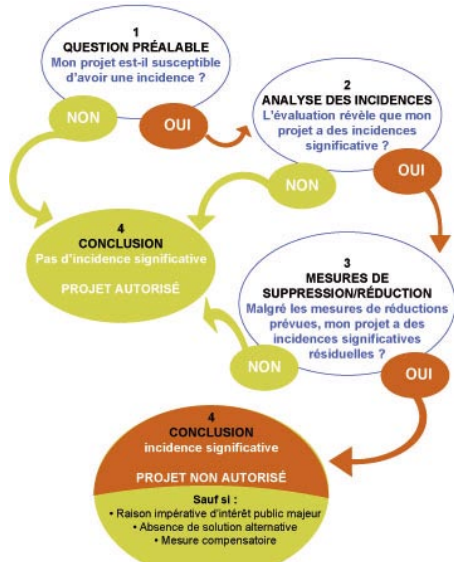 1
QUESTION PRÉALABLE
Mon projet est-il susceptible
d'avoir une incidence ?
NON
OUI
2
ANALYSE DES INCIDENCES
L'évaluation révèle que mon
projet a des incidences
significative ?
NON
OUI
4
CONCLUSION
Pas d'incidence significative
PROJET AUTORISÉ
3
MESURES DE
SUPPRESSION/RÉDUCTION
Malgré les mesures de réductions
prévues, mon projet a des
incidences significatives
résiduelles ?
NON
OUI
4
CONCLUSION
incidence significative
PROJET NON AUTORISÉ
Sauf si :
• Raison impérative d'intérêt public majeur
• Absence de solution alternative
• Mesure compensatoire